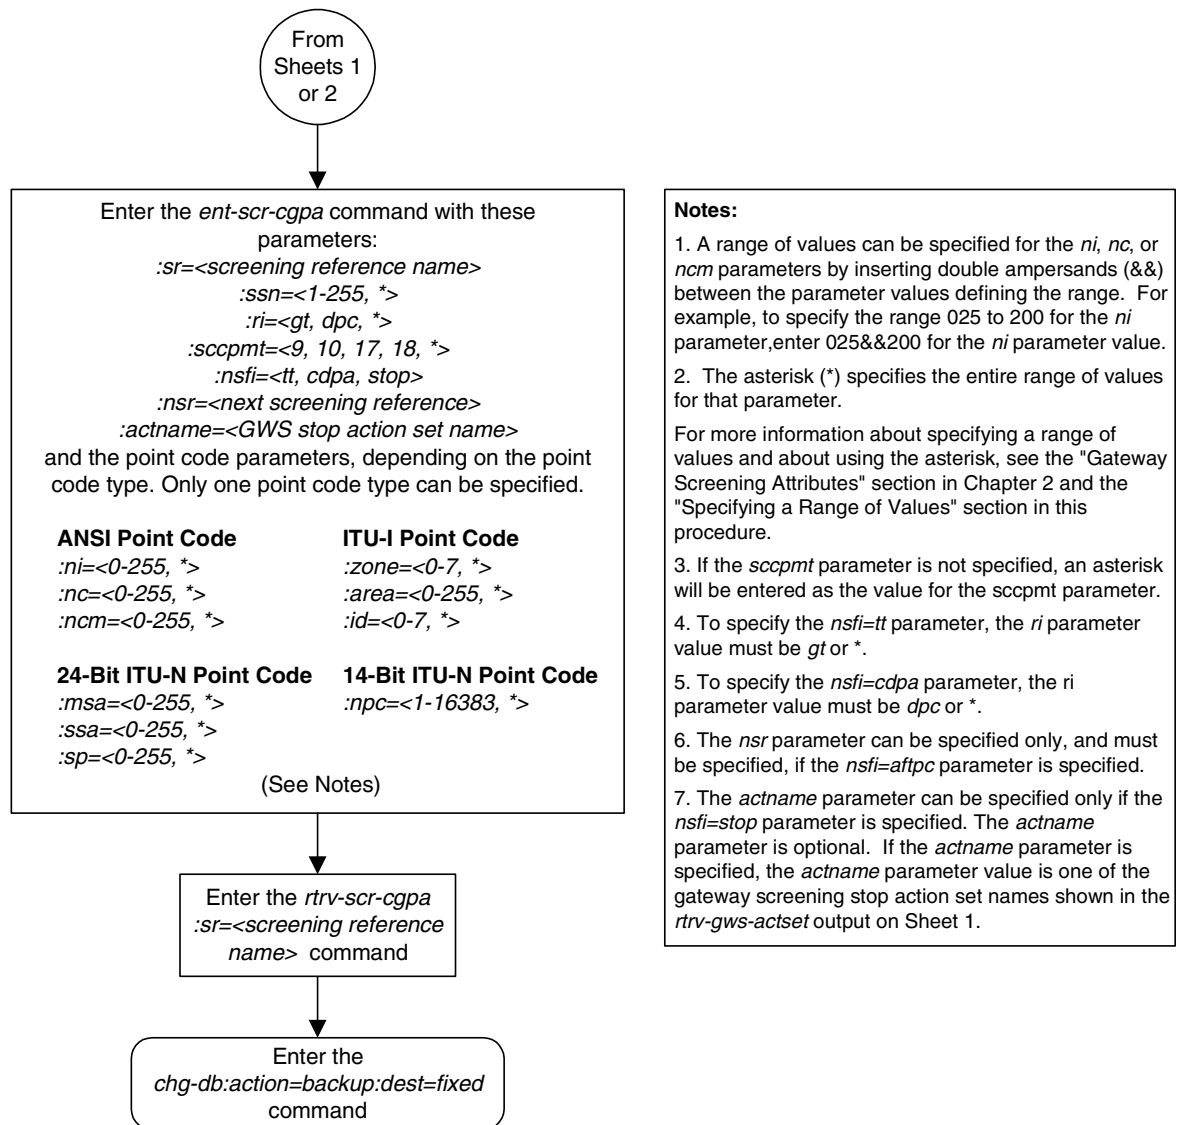 From
Sheets 1
or 2
Enter the ent-scr-cgpa command with these
parameters:
:sr=<screening reference name>
:ssn=<1-255, *>
:ri=<gt, dpc, *>
:sccpmt=<9, 10, 17, 18, *>
:nsfi=<tt, cdpa, stop>
:nsr=<next screening reference>
:actname=<GWS stop action set name>
and the point code parameters, depending on the point
code type. Only one point code type can be specified.
ANSI Point Code
:ni=<0-255, *>
:nc=<0-255, *>
:ncm=<0-255, *>
ITU-I Point Code
:zone=<0-7, *>
:area=<0-255, *>
:id=<0-7, *>
24-Bit ITU-N Point Code
:msa=<0-255, *>
:ssa=<0-255, *>
:sp=<0-255, *>
14-Bit ITU-N Point Code
:npc=<1-16383, *>
(See Notes)
Enter the rtrv-scr-cgpa
:sr=<screening reference
name> command
Enter the
chg-db:action=backup:dest=fixed
command
Notes:
1. A range of values can be specified for the ni, nc, or
ncm parameters by inserting double ampersands (&&)
between the parameter values defining the range. For
example, to specify the range 025 to 200 for the ni
parameter,enter 025&&200 for the ni parameter value.
2. The asterisk (*) specifies the entire range of values
for that parameter.
For more information about specifying a range of
values and about using the asterisk, see the "Gateway
Screening Attributes" section in Chapter 2 and the
"Specifying a Range of Values" section in this
procedure.
3. If the sccpmt parameter is not specified, an asterisk
will be entered as the value for the sccpmt parameter.
4. To specify the nsfi=tt parameter, the ri parameter
value must be gt or *.
5. To specify the nsfi=cdpa parameter, the ri
parameter value must be dpc or *.
6. The nsr parameter can be specified only, and must
be specified, if the nsfi=aftpc parameter is specified.
7. The actname parameter can be specified only if the
nsfi=stop parameter is specified. The actname
parameter is optional. If the actname parameter is
specified, the actname parameter value is one of the
gateway screening stop action set names shown in the
rtrv-gws-actset output on Sheet 1.